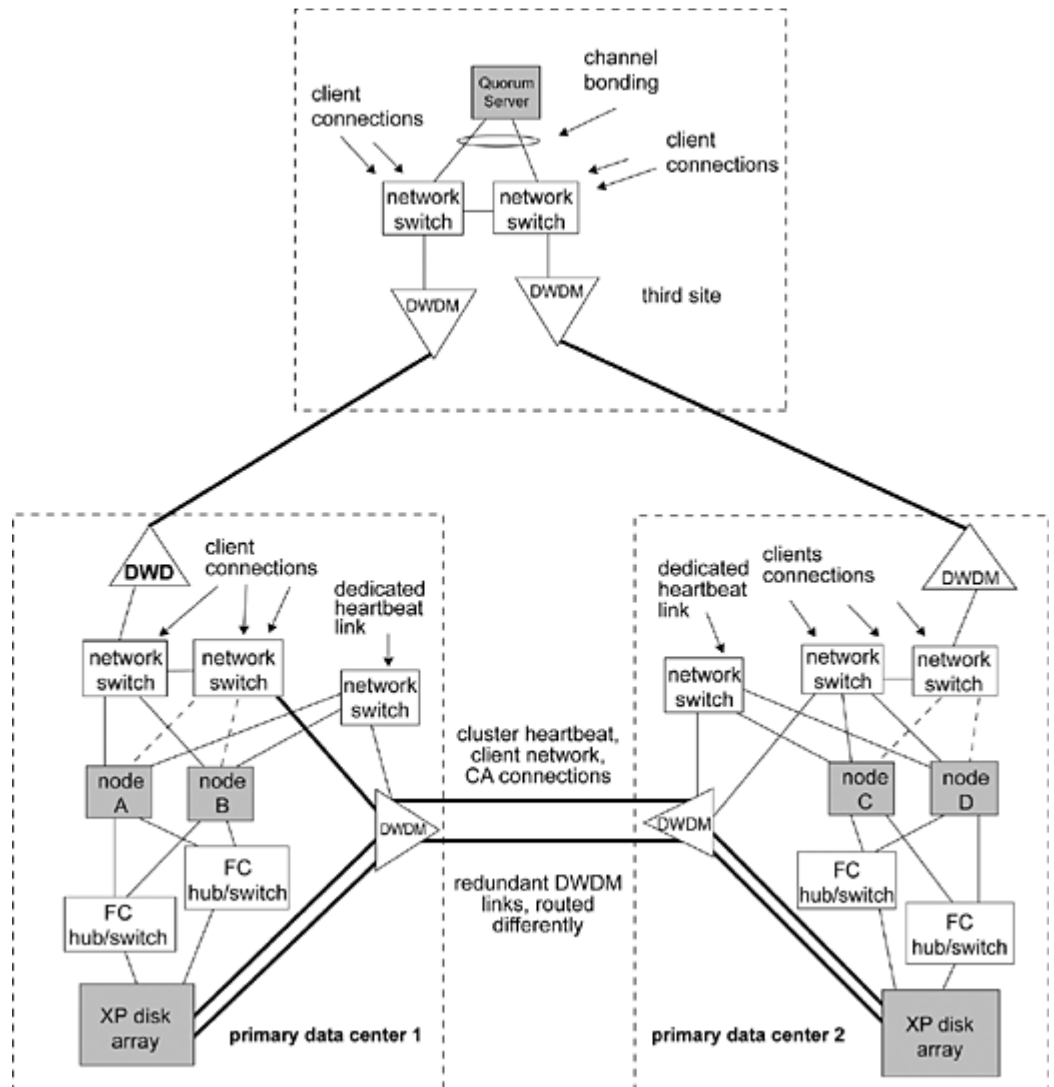 Quorum
Server
channel
bonding
client
connections
client
connections
network
switch
network
switch
DWDM
DWDM
third site
DWD
client
connections
dedicated
heartbeat
link
network
switch
network
switch
network
switch
node
A
node
B
FC
hub/switch
FC
hub/switch
XP disk
array
DWDM
primary data center 1
cluster heartbeat,
client network,
CA connections
redundant DWDM
links, routed
differently
dedicated
heartbeat
link
clients
connections
DWDM
network
switch
network
switch
network
switch
node
C
node
D
DWDM
FC
hub/switch
FC
hub/switch
XP disk
array
primary data center 2